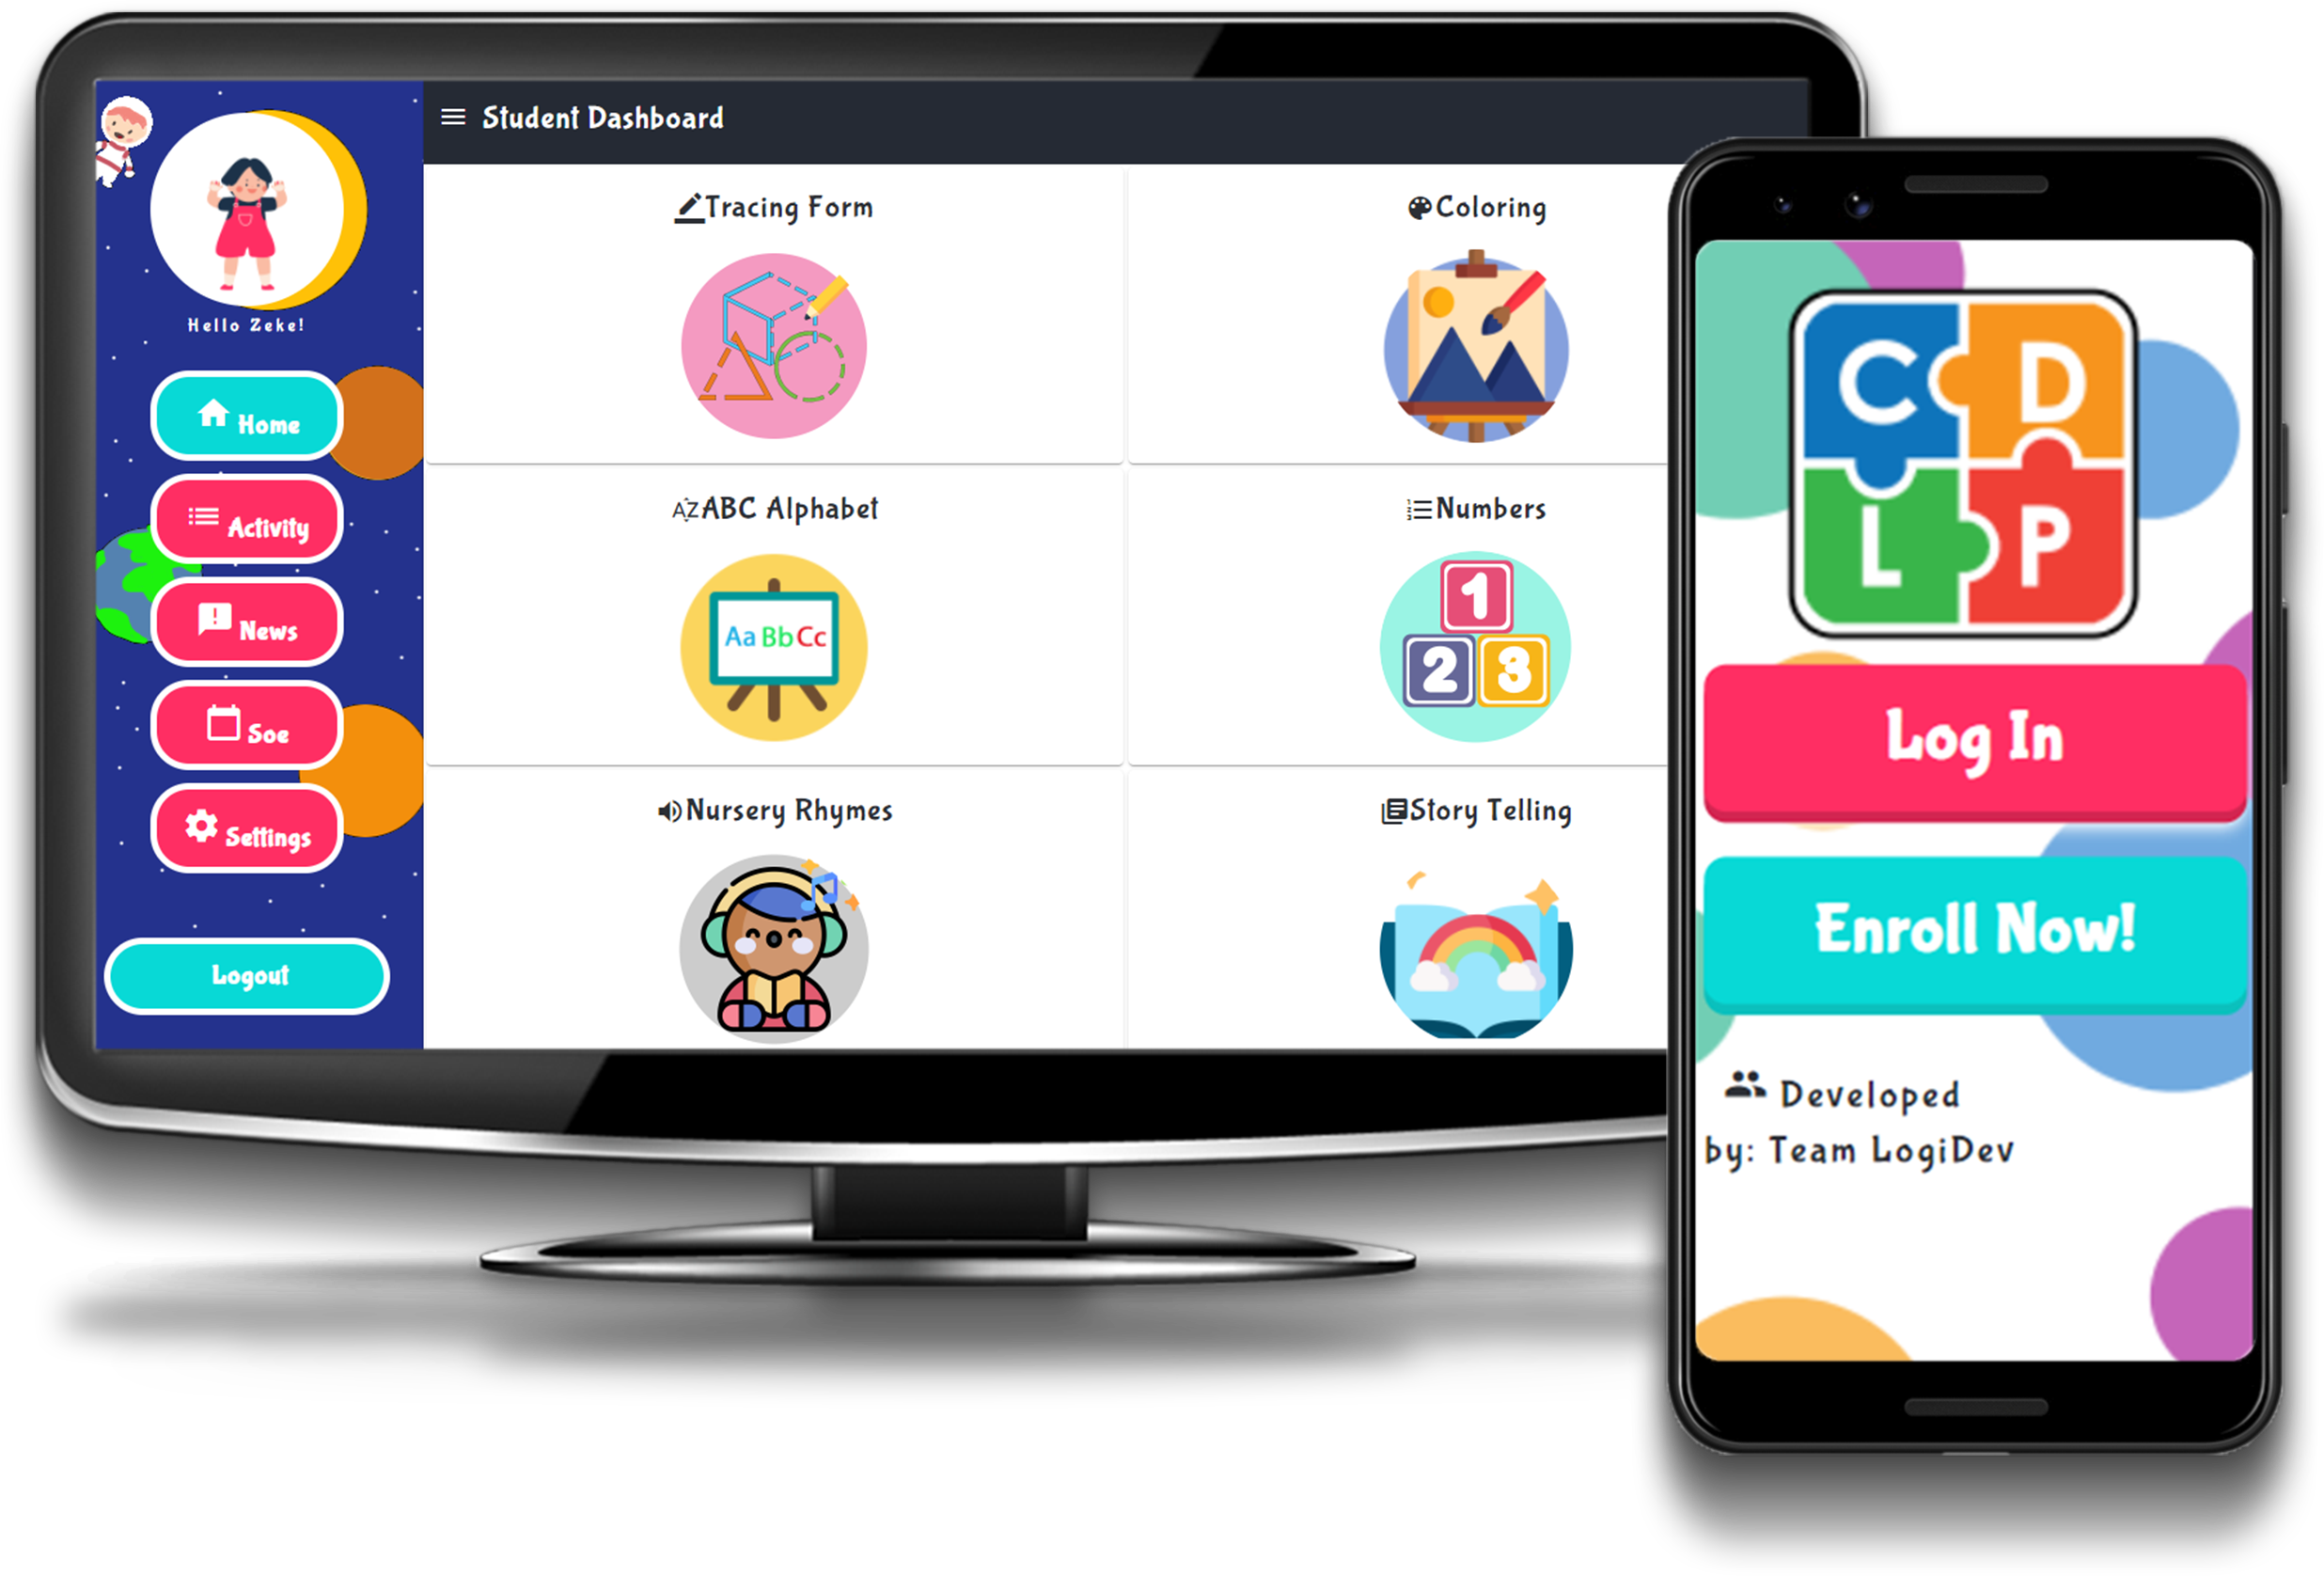 Student Dashboard
Hello Zeke!
Home
Activity
News
Soe
Settings
Logout
Tracing Form
Coloring
AZ ABC Alphabet
Aa Bb Cc
Numbers
1
2 3
Nursery Rhymes
Story Telling
C D
L P
Log In
Enroll Now!
Developed
by: Team LogiDev